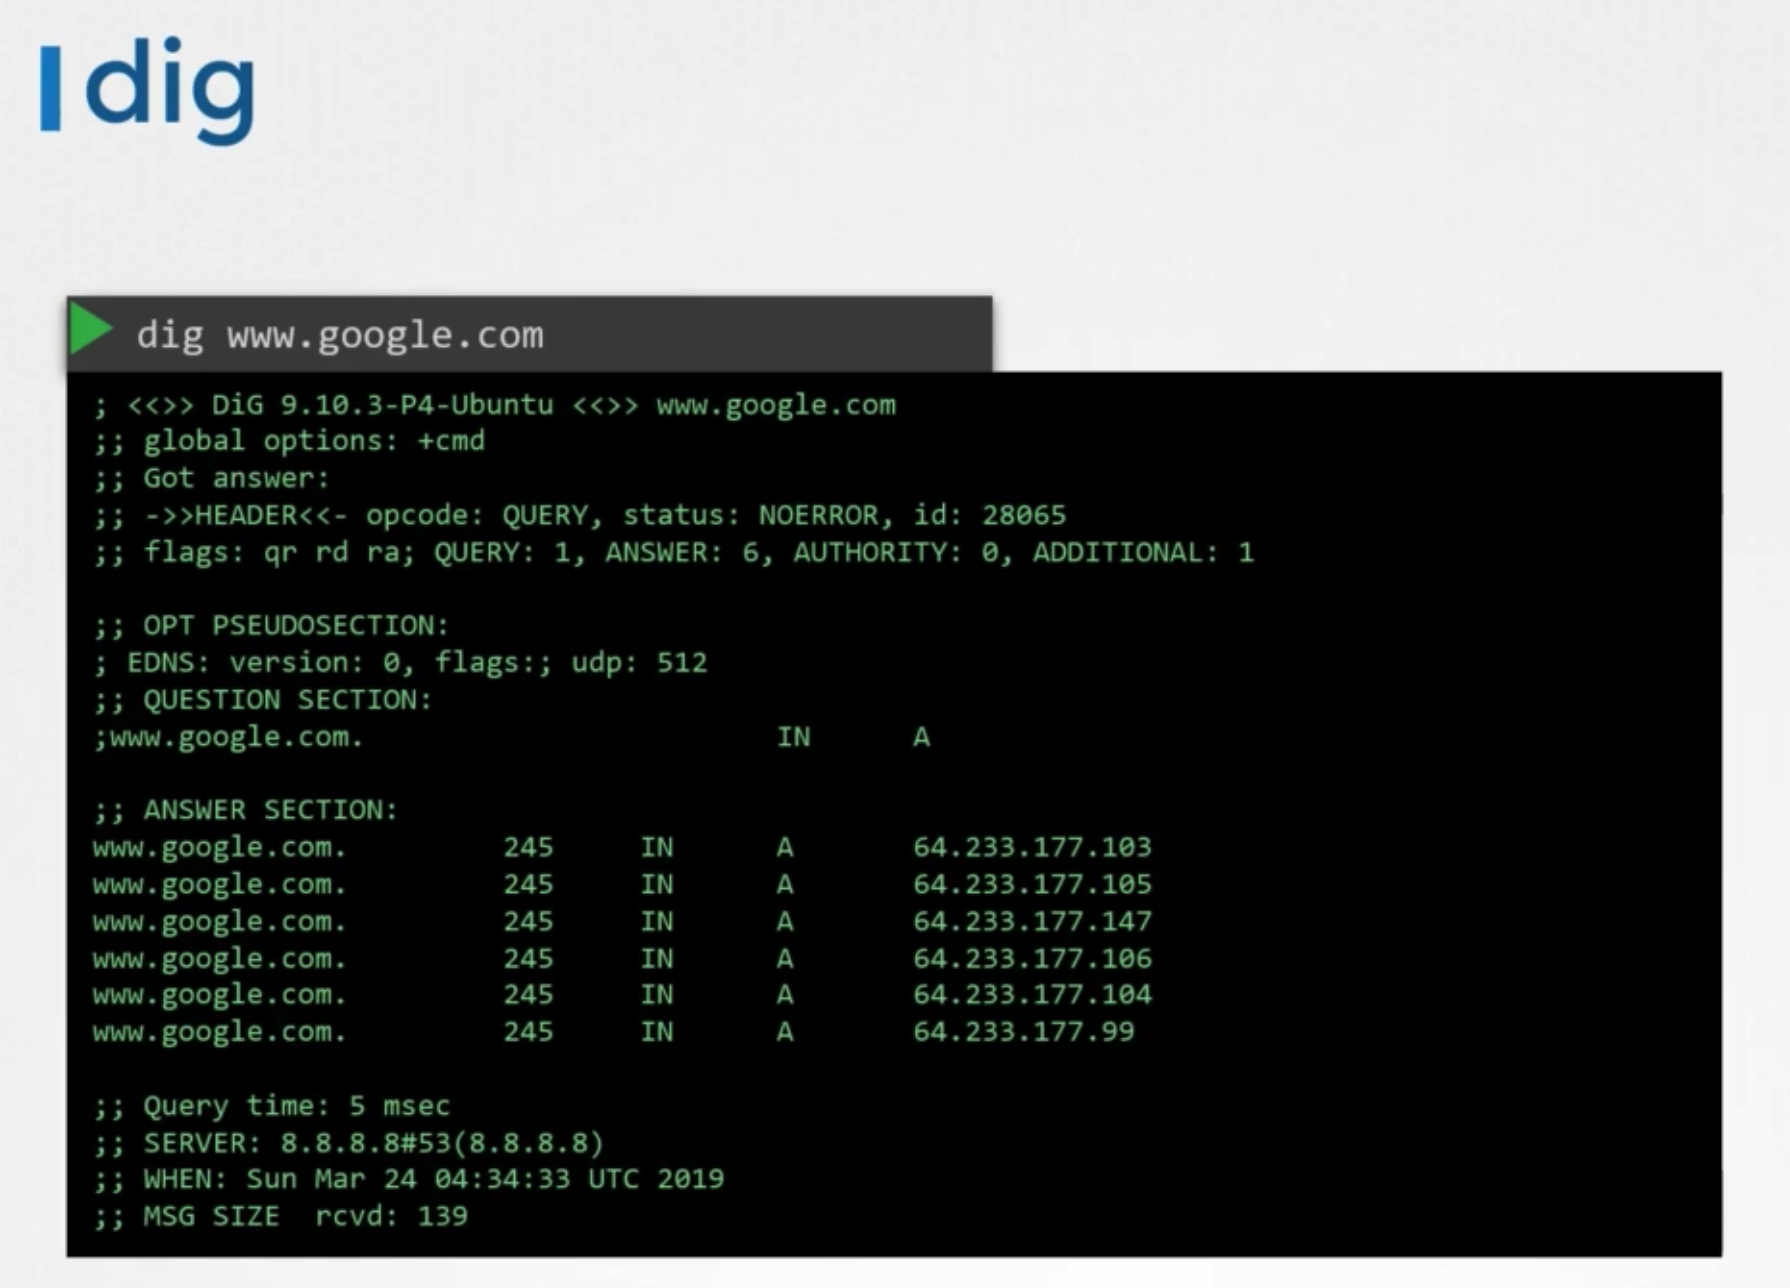 dig
dig www.google.com
; <<>> DiG 9.10.3-P4-Ubuntu <<>> www.google.com
;; global options: +cmd
;; Got answer:
;; ->>HEADER<<- opcode: QUERY, status: NOERROR, id: 28065
;; flags: qr rd ra; QUERY: 1, ANSWER: 6, AUTHORITY: 0, ADDITIONAL: 1
;; OPT PSEUDOSECTION:
; EDNS: version: 0, flags:; udp: 512
;; QUESTION SECTION:
;www.google.com. IN A
;; ANSWER SECTION:
www.google.com. 245 IN A 64.233.177.103
www.google.com. 245 IN A 64.233.177.105
www.google.com. 245 IN A 64.233.177.147
www.google.com. 245 IN A 64.233.177.106
www.google.com. 245 IN A 64.233.177.104
www.google.com. 245 IN A 64.233.177.99
;; Query time: 5 msec
;; SERVER: 8.8.8.8#53(8.8.8.8)
;; WHEN: Sun Mar 24 04:34:33 UTC 2019
;; MSG SIZE  rcvd: 139